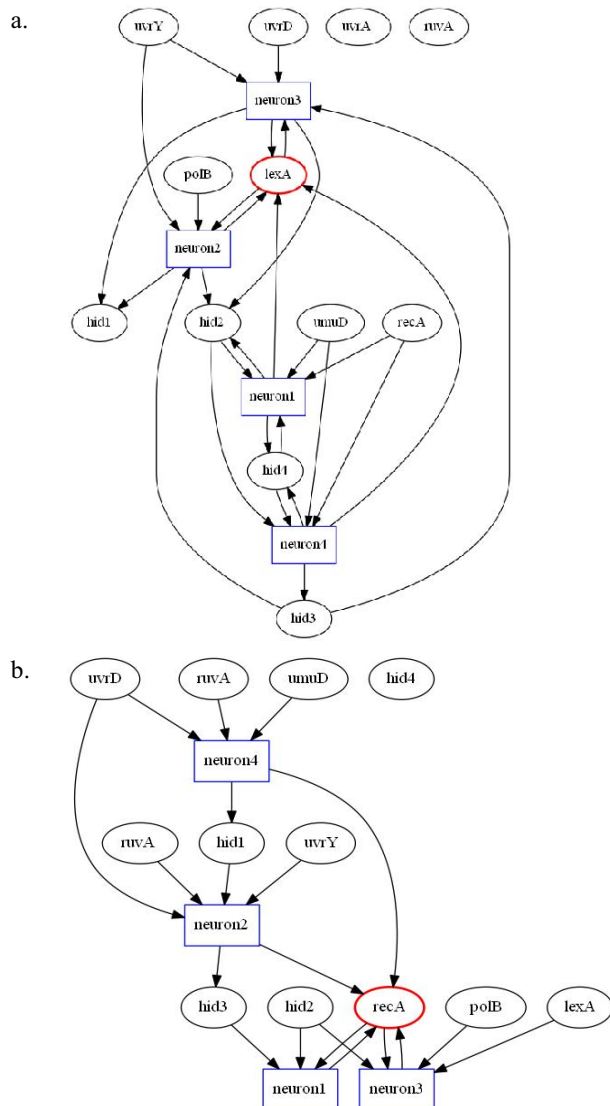 a.
uvrY uvrD uvrA ruvA
neuron3
polB lexA
neuron2
hid1 hid2 umuD recA
neuron1
hid4
neuron4
hid3
b.
uvrD ruvA umuD hid4
neuron4
ruvA hid1 uvrY
neuron2
hid3 hid2 recA polB lexA
neuron1 neuron3